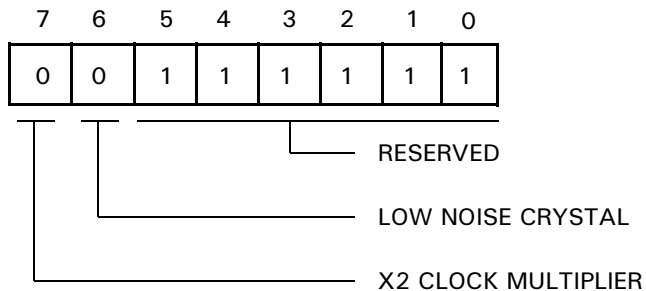 7 6 5 4 3 2 1 0
0 0 1 1 1 1 1 1
RESERVED
LOW NOISE CRYSTAL
X2 CLOCK MULTIPLIER